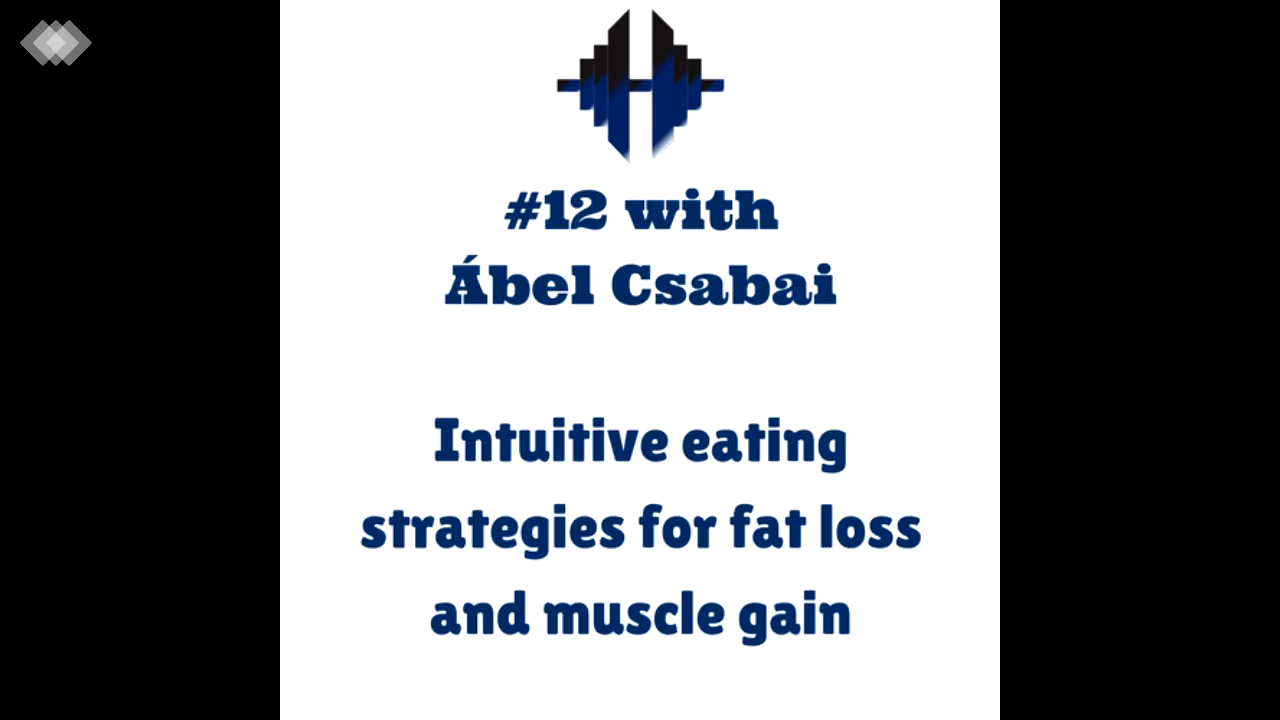 #12 with
Ábel Csabai
Intuitive eating
strategies for fat loss
and muscle gain